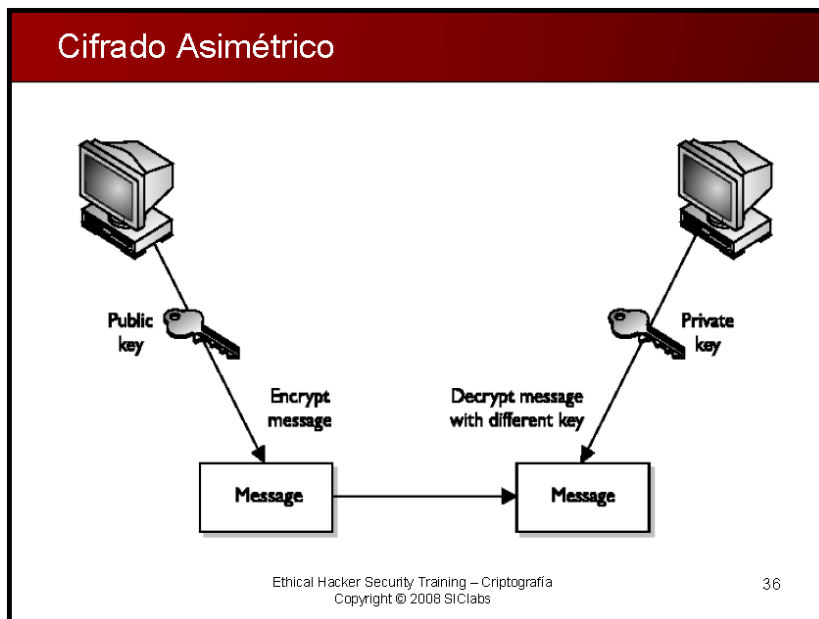 Cifrado Asimétrico
Public
key
Private
key
Encrypt
message
Decrypt message
with different key
Message
Message
Ethical Hacker Security Training – Criptografía
Copyright © 2008 SIClabs
36